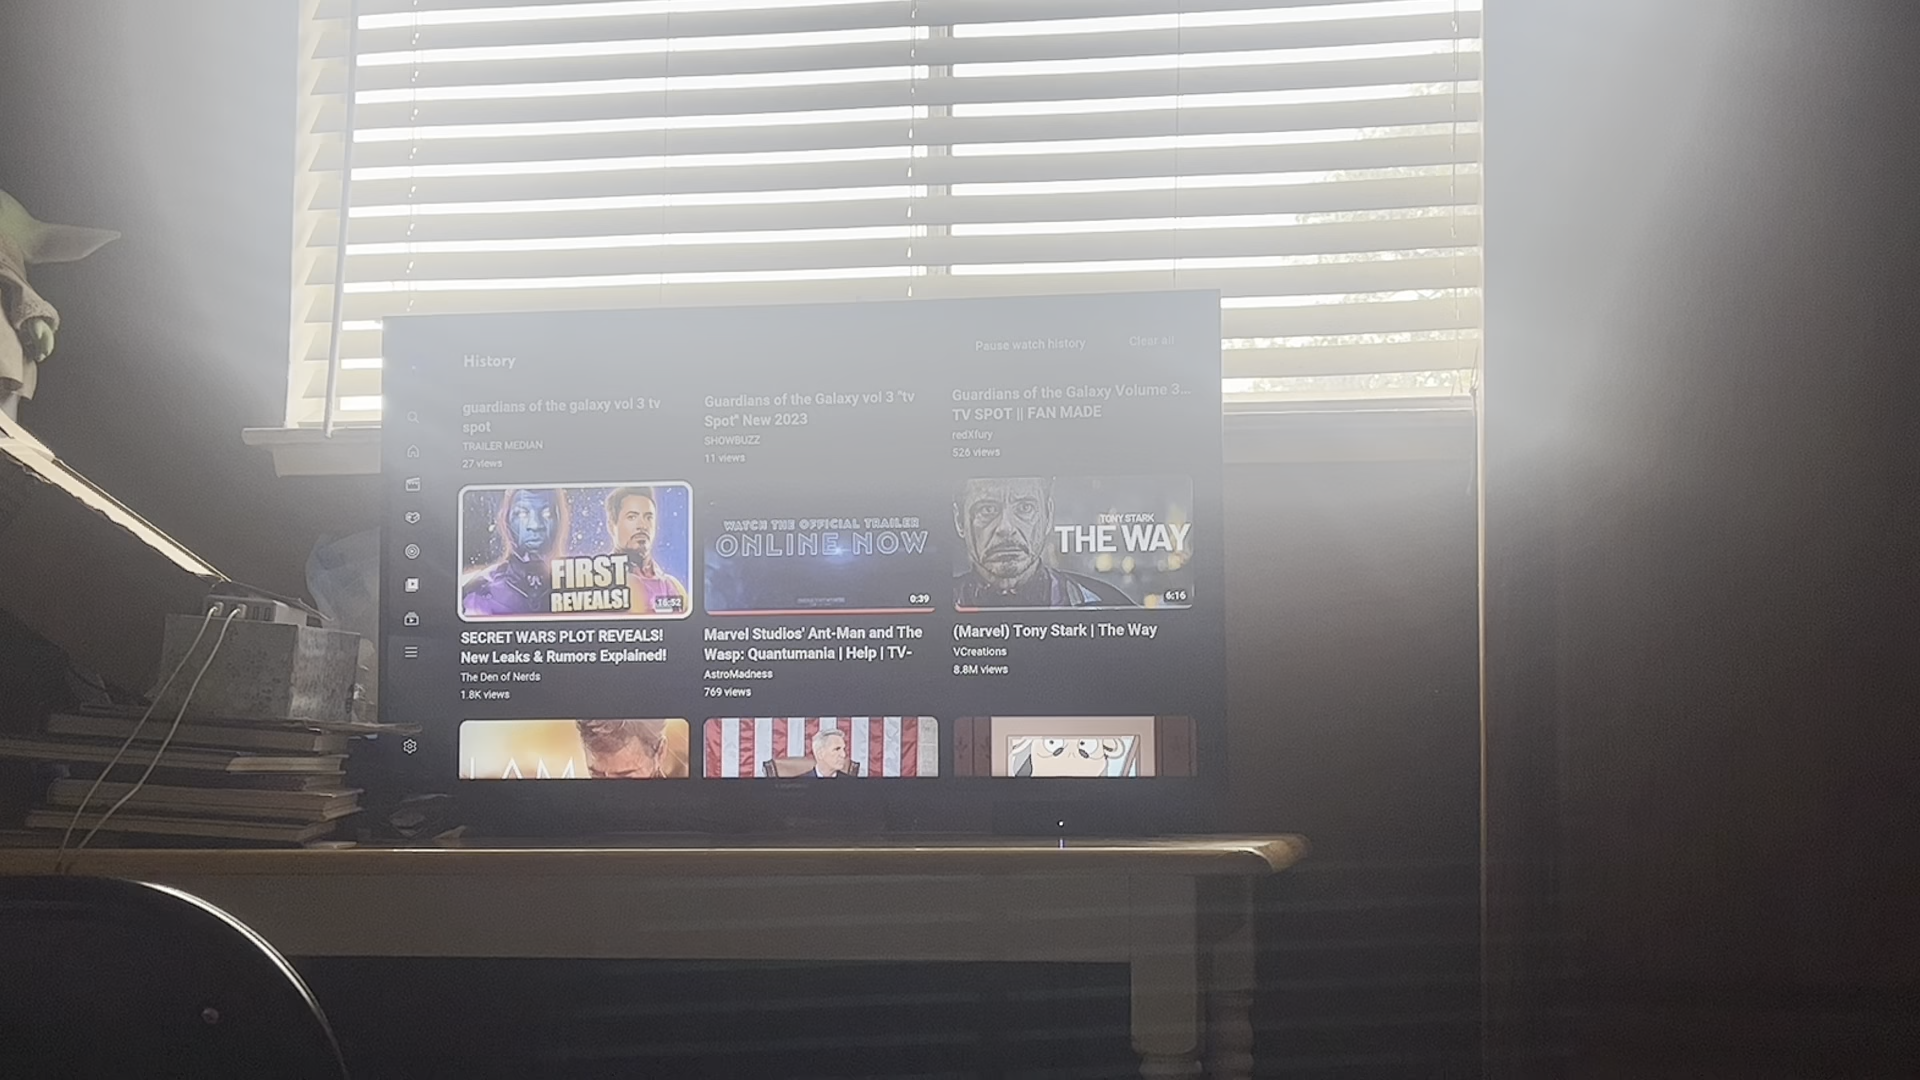 History
Pause watch history
Clear all
guardians of the galaxy vol 3 tv
spot
TRAILER MEDIAN
27 views
Guardians of the Galaxy vol 3 "tv
Spot" New 2023
SHOWBUZZ
11 views
Guardians of the Galaxy Volume 3...
TV SPOT || FAN MADE
redXfury
526 views
FIRST
REVEALS!
16:52
WATCH THE OFFICIAL TRAILER
ONLINE NOW
0:39
TONY STARK
THE WAY
6:16
SECRET WARS PLOT REVEALS!
New Leaks & Rumors Explained!
The Den of Nerds
1.8K views
Marvel Studios' Ant-Man and The
Wasp: Quantumania | Help | TV-
AstroMadness
769 views
(Marvel) Tony Stark | The Way
VCreations
8.8M views
I AM